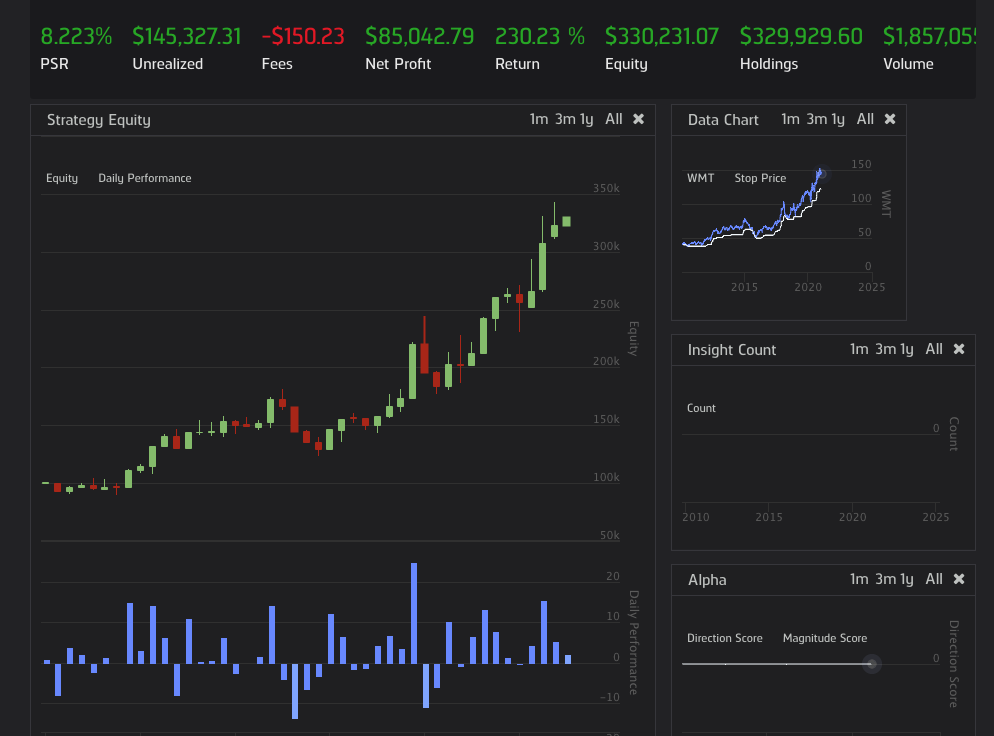 8.223% $145,327.31 -$150.23 $85,042.79 230.23 % $330,231.07 $329,929.60 $1,857,05
PSR Unrealized Fees Net Profit Return Equity Holdings Volume
Strategy Equity 1m 3m 1y All ✖
Equity Daily Performance
350k
300k
250k
200k
150k
100k
50k
Equity
20
10
0
-10
Daily Performance
Data Chart 1m 3m 1y All ✖
WMT Stop Price
150
100
50
0
WMT
2015 2020 2025
Insight Count 1m 3m 1y All ✖
Count
0
Count
2010 2015 2020 2025
Alpha 1m 3m 1y All ✖
Direction Score Magnitude Score
0
Direction Score